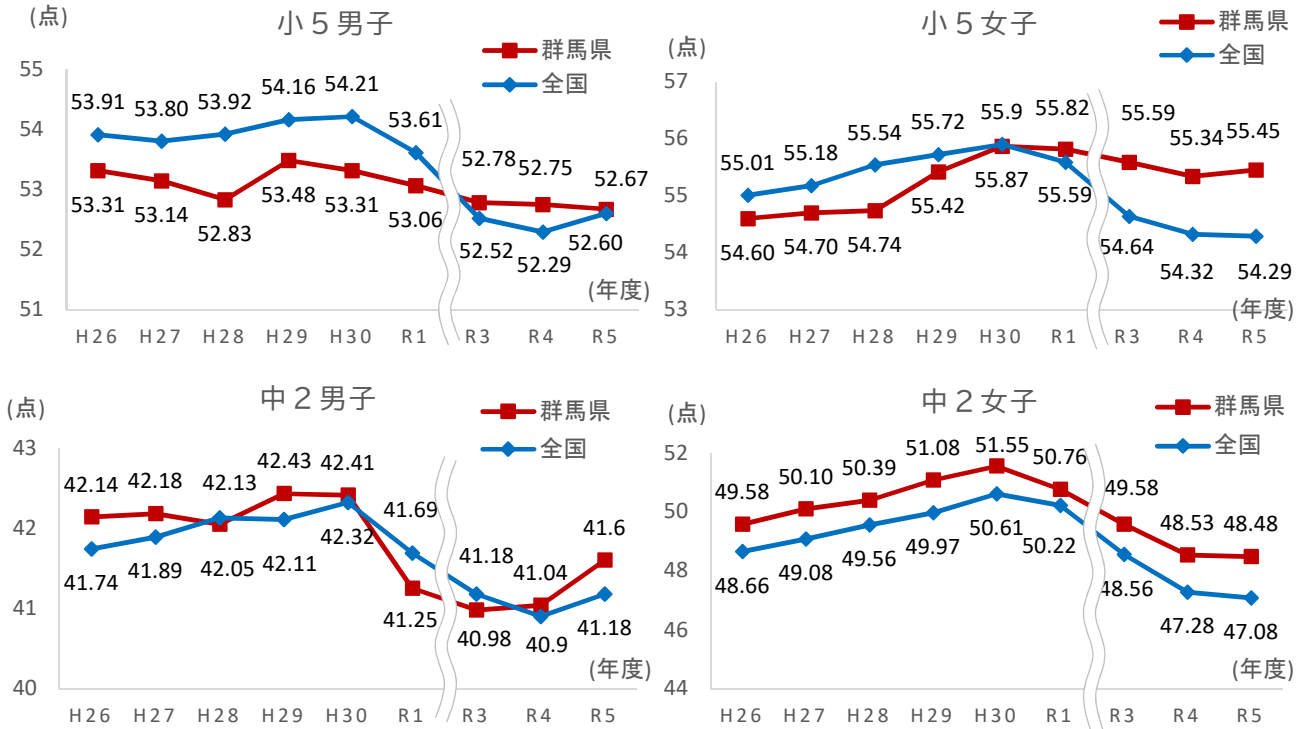 小5男子
(点)
群馬県
全国
55
54
53
52
51
53.91 53.80 53.92 54.16 54.21 53.61 52.78 52.75 52.67
53.31 53.14 52.83 53.48 53.31 53.06 52.52 52.29 52.60
(年度)
H26 H27 H28 H29 H30 R1 R3 R4 R5
小5女子
(点)
群馬県
全国
57
56
55
54
53
55.01 55.18 55.54 55.72 55.9 55.82 55.59 55.34 55.45
54.60 54.70 54.74 55.42 55.87 55.59 54.64 54.32 54.29
(年度)
H26 H27 H28 H29 H30 R1 R3 R4 R5
中2男子
(点)
群馬県
全国
43
42
41
40
42.14 42.18 42.13 42.43 42.41 41.69 41.18 41.04 41.6
41.74 41.89 42.05 42.11 42.32 41.25 40.98 40.9 41.18
(年度)
H26 H27 H28 H29 H30 R1 R3 R4 R5
中2女子
(点)
群馬県
全国
52
50
48
46
44
49.58 50.10 50.39 51.08 51.55 50.76 49.58 48.53 48.48
48.66 49.08 49.56 49.97 50.61 50.22 48.56 47.28 47.08
(年度)
H26 H27 H28 H29 H30 R1 R3 R4 R5